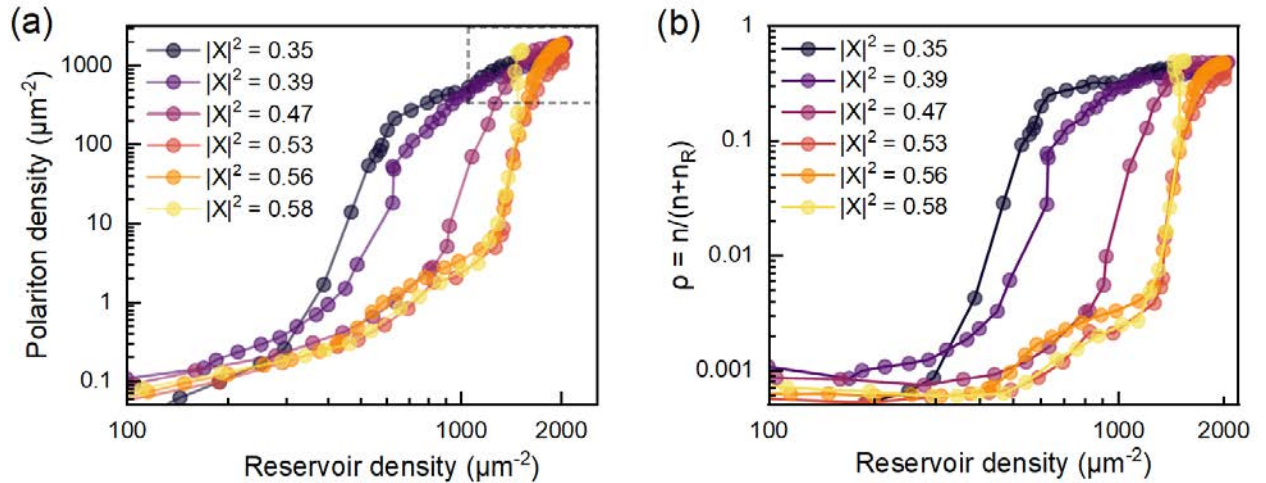 (a)
|X|² = 0.35
|X|² = 0.39
|X|² = 0.47
|X|² = 0.53
|X|² = 0.56
|X|² = 0.58
Polariton density (µm⁻²)
1000
100
10
1
0.1
100
1000
2000
Reservoir density (µm⁻²)
(b)
|X|² = 0.35
|X|² = 0.39
|X|² = 0.47
|X|² = 0.53
|X|² = 0.56
|X|² = 0.58
ρ = n/(n+n_R)
1
0.1
0.01
0.001
100
1000
2000
Reservoir density (µm⁻²)